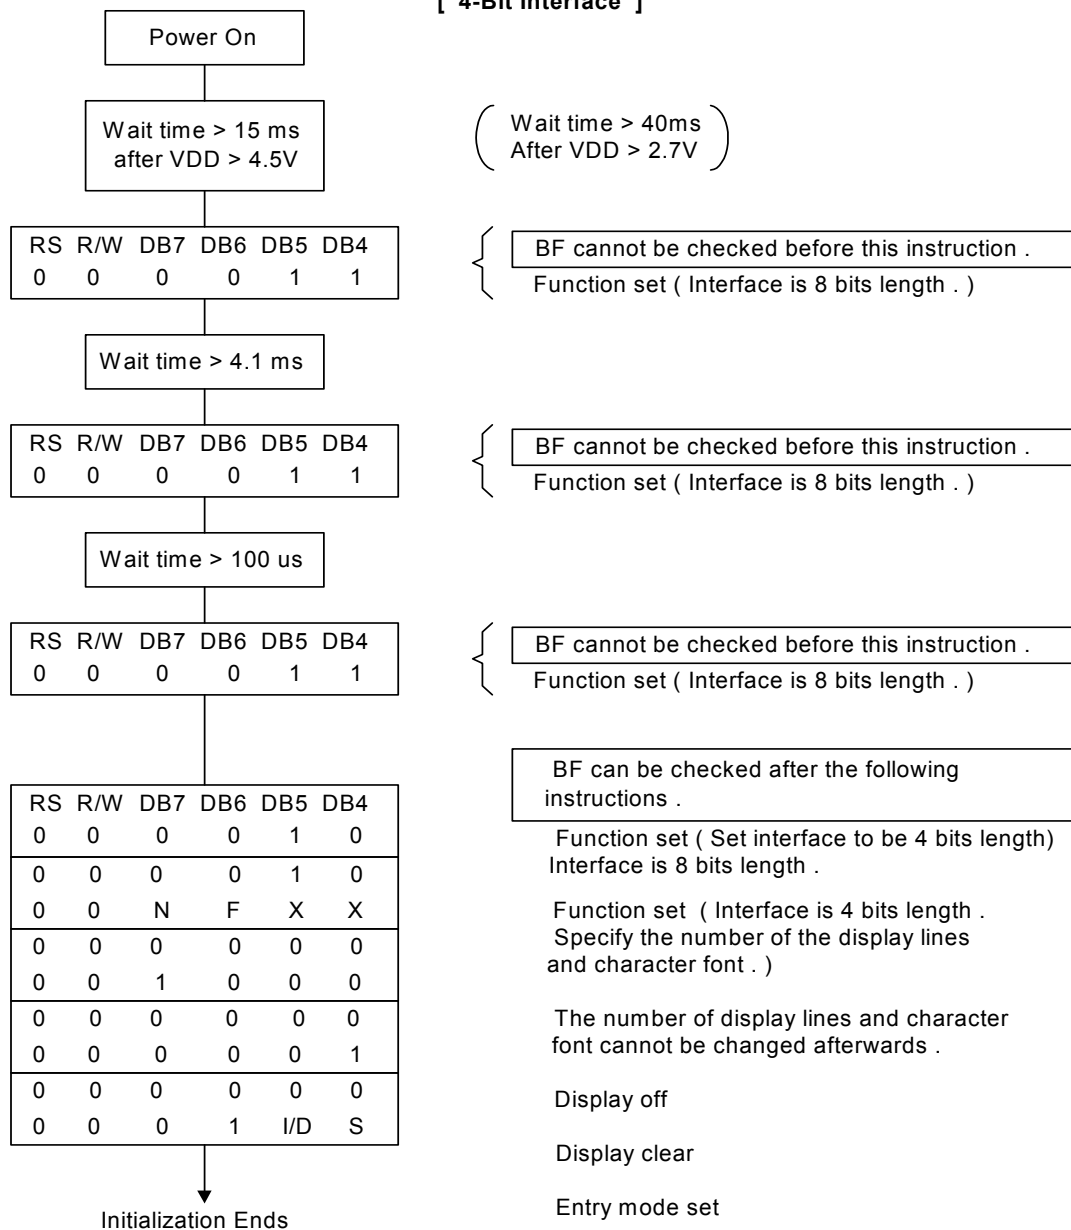 [ 4-Bit Interface ]
Power On
Wait time > 15 ms
after VDD > 4.5V
Wait time > 40ms
After VDD > 2.7V
RS R/W DB7 DB6 DB5 DB4
0 0 0 0 1 1
BF cannot be checked before this instruction .
Function set ( Interface is 8 bits length . )
Wait time > 4.1 ms
RS R/W DB7 DB6 DB5 DB4
0 0 0 0 1 1
BF cannot be checked before this instruction .
Function set ( Interface is 8 bits length . )
Wait time > 100 us
RS R/W DB7 DB6 DB5 DB4
0 0 0 0 1 1
BF cannot be checked before this instruction .
Function set ( Interface is 8 bits length . )
RS R/W DB7 DB6 DB5 DB4
0 0 0 0 1 0
0 0 0 0 1 0
0 0 N F X X
0 0 0 0 0 0
0 0 1 0 0 0
0 0 0 0 0 0
0 0 0 0 0 1
0 0 0 0 0 0
0 0 0 1 I/D S
BF can be checked after the following
instructions .
Function set ( Set interface to be 4 bits length)
Interface is 8 bits length .
Function set ( Interface is 4 bits length .
Specify the number of the display lines
and character font . )
The number of display lines and character
font cannot be changed afterwards .
Display off
Display clear
Entry mode set
Initialization Ends